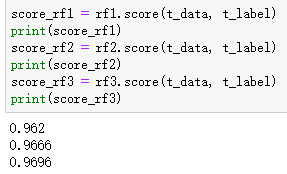 score_rf1 = rf1.score(t_data, t_label)
print(score_rf1)
score_rf2 = rf2.score(t_data, t_label)
print(score_rf2)
score_rf3 = rf3.score(t_data, t_label)
print(score_rf3)
0.962
0.9666
0.9696